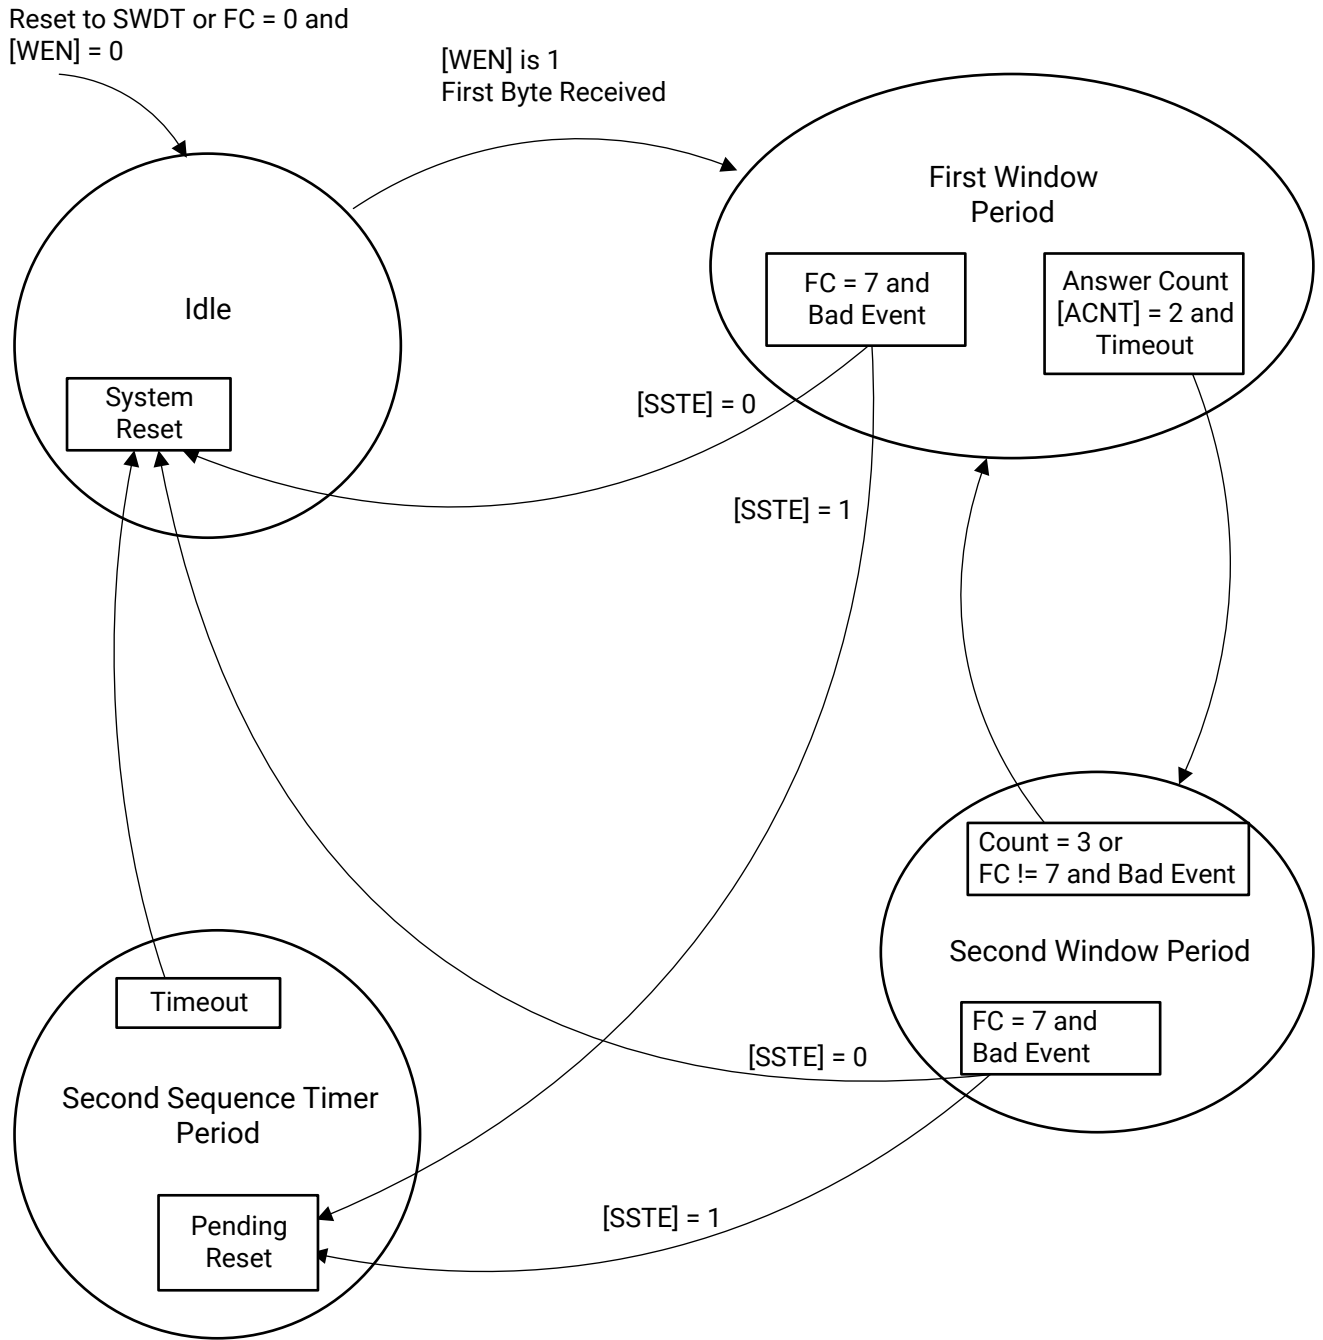 Reset to SWDT or FC = 0 and
[WEN] = 0
[WEN] is 1
First Byte Received
First Window
Period
FC = 7 and
Bad Event
Answer Count
[ACNT] = 2 and
Timeout
Idle
System
Reset
[SSTE] = 0
[SSTE] = 1
Count = 3 or
FC != 7 and Bad Event
Second Window Period
FC = 7 and
Bad Event
Timeout
[SSTE] = 0
Second Sequence Timer
Period
Pending
Reset
[SSTE] = 1